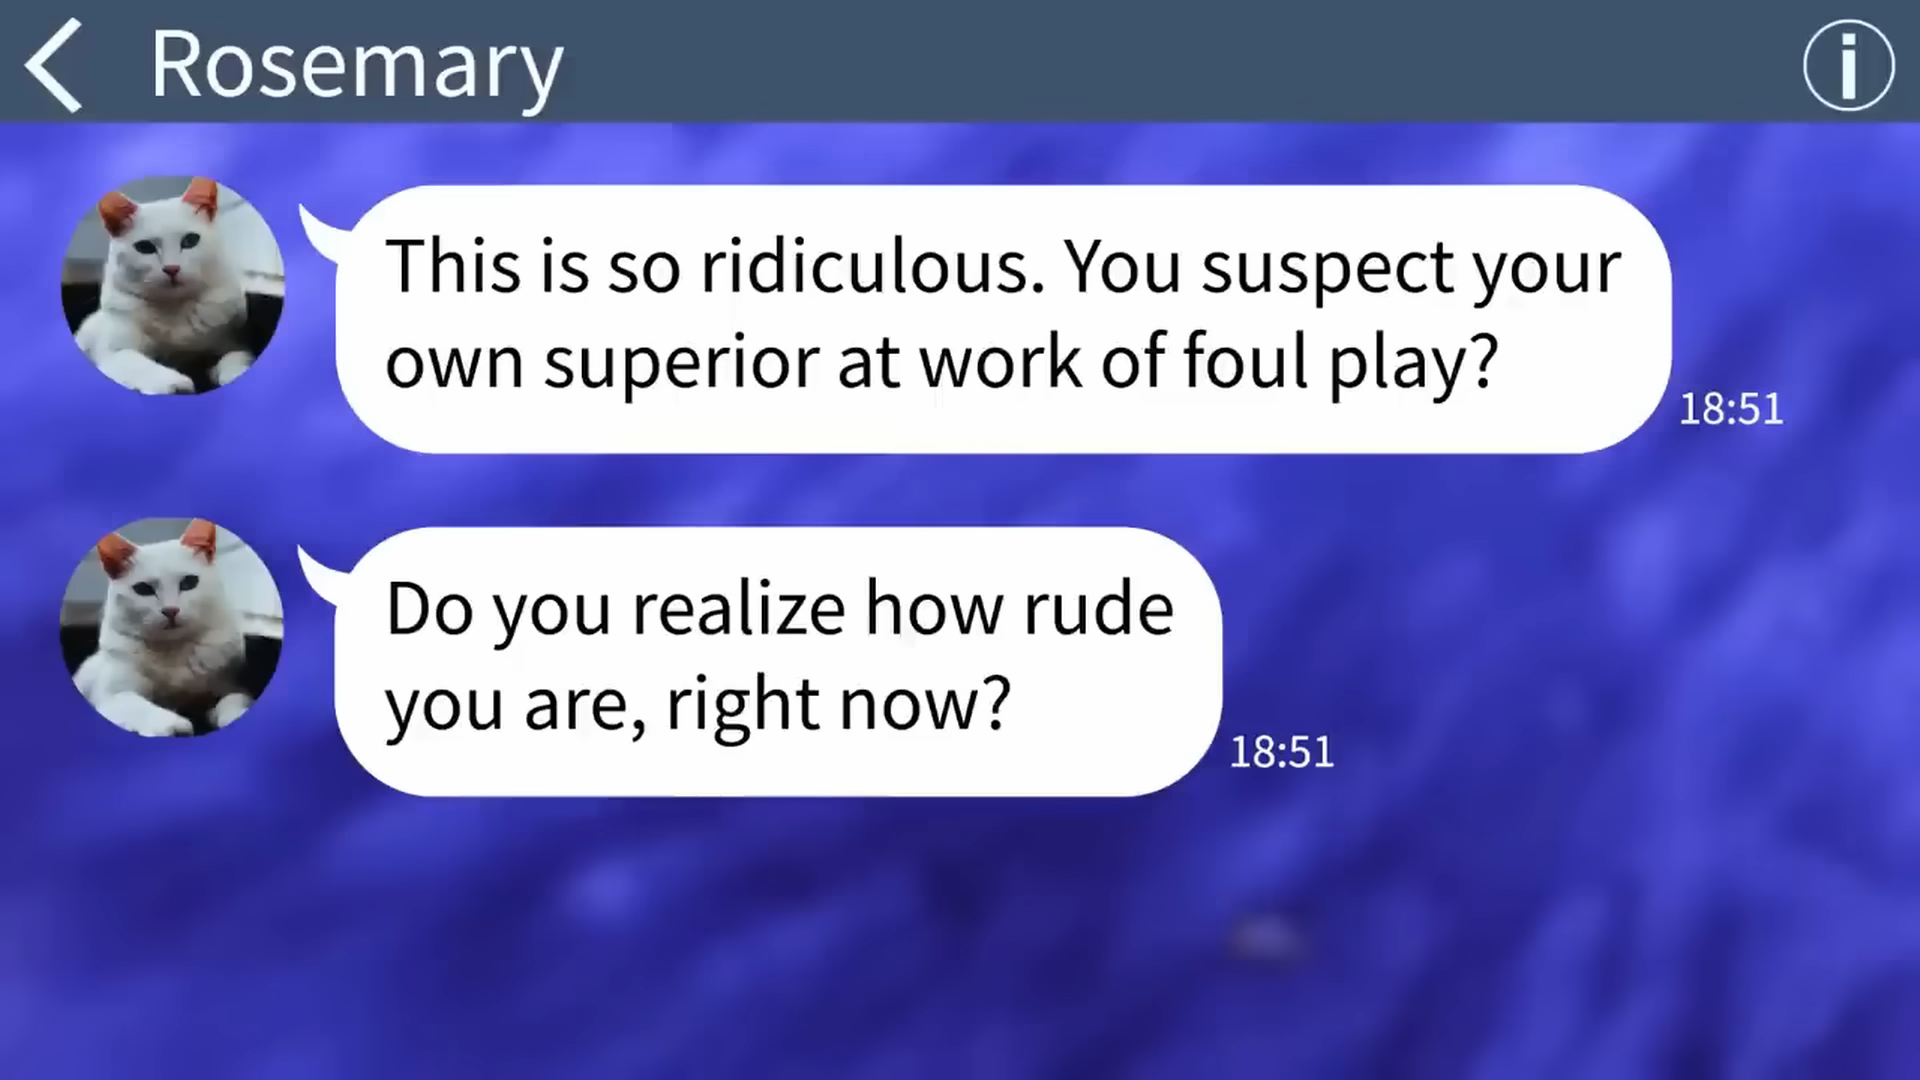 Rosemary
This is so ridiculous. You suspect your
own superior at work of foul play?
18:51
Do you realize how rude
you are, right now?
18:51